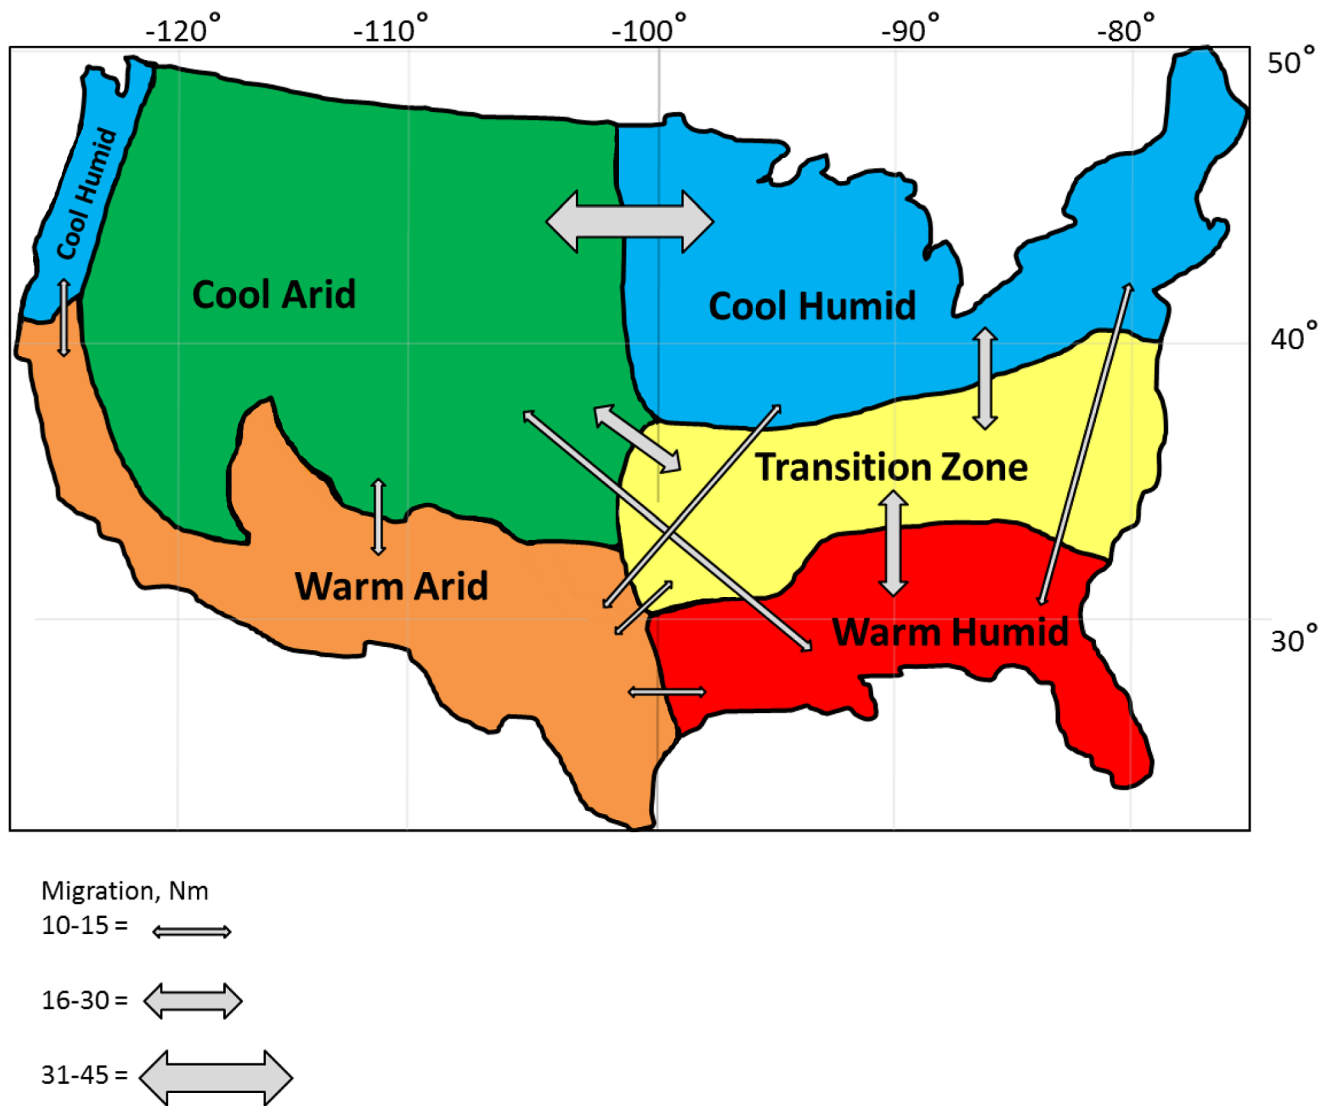 -120° -110° -100° -90° -80°
50°
Cool Humid
Cool Arid
Cool Humid
40°
Transition Zone
Warm Arid
Warm Humid
30°
Migration, Nm
10-15 =
16-30 =
31-45 =